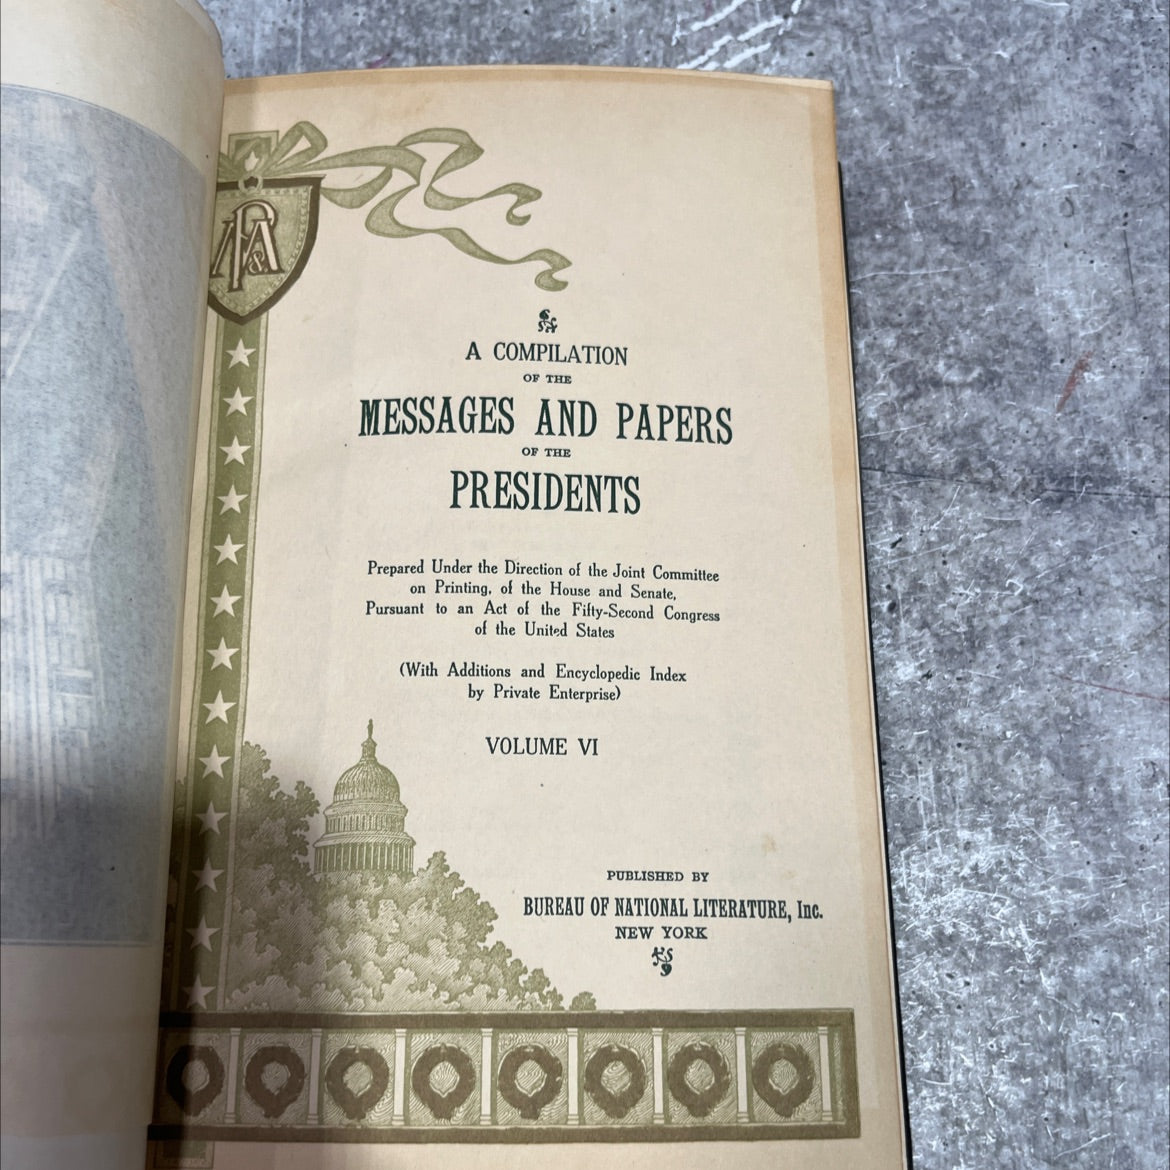 A COMPILATION
OF THE
MESSAGES AND PAPERS
OF THE
PRESIDENTS
Prepared Under the Direction of the Joint Committee
on Printing, of the House and Senate,
Pursuant to an Act of the Fifty-Second Congress
of the United States
(With Additions and Encyclopedic Index
by Private Enterprise)
VOLUME VI
PUBLISHED BY
BUREAU OF NATIONAL LITERATURE, Inc.
NEW YORK